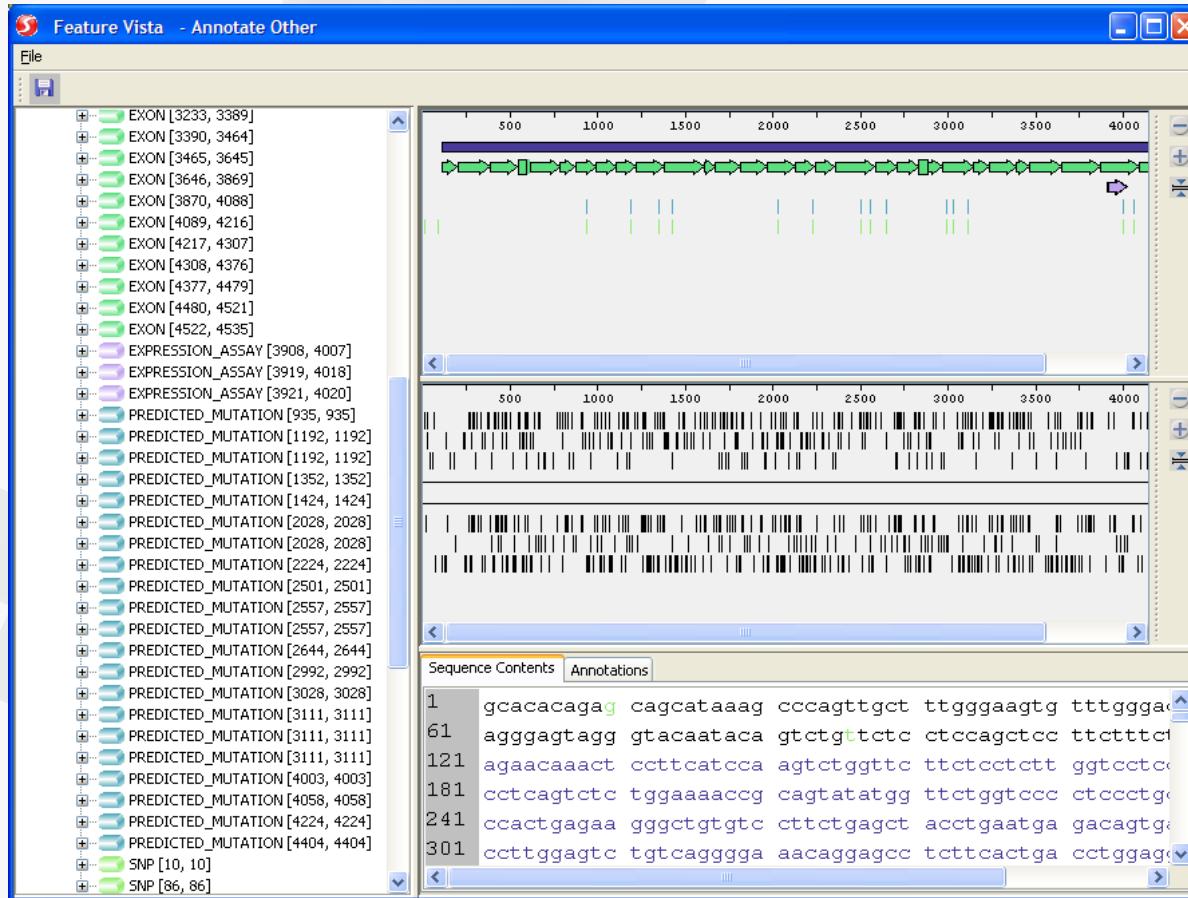 Feature Vista - Annotate Other
File
EXON [3233, 3389]
EXON [3390, 3464]
EXON [3465, 3645]
EXON [3646, 3869]
EXON [3870, 4088]
EXON [4089, 4216]
EXON [4217, 4307]
EXON [4308, 4376]
EXON [4377, 4479]
EXON [4480, 4521]
EXON [4522, 4535]
EXPRESSION_ASSAY [3908, 4007]
EXPRESSION_ASSAY [3919, 4018]
EXPRESSION_ASSAY [3921, 4020]
PREDICTED_MUTATION [935, 935]
PREDICTED_MUTATION [1192, 1192]
PREDICTED_MUTATION [1192, 1192]
PREDICTED_MUTATION [1352, 1352]
PREDICTED_MUTATION [1424, 1424]
PREDICTED_MUTATION [2028, 2028]
PREDICTED_MUTATION [2028, 2028]
PREDICTED_MUTATION [2224, 2224]
PREDICTED_MUTATION [2501, 2501]
PREDICTED_MUTATION [2557, 2557]
PREDICTED_MUTATION [2557, 2557]
PREDICTED_MUTATION [2644, 2644]
PREDICTED_MUTATION [2992, 2992]
PREDICTED_MUTATION [3028, 3028]
PREDICTED_MUTATION [3111, 3111]
PREDICTED_MUTATION [3111, 3111]
PREDICTED_MUTATION [3111, 3111]
PREDICTED_MUTATION [4003, 4003]
PREDICTED_MUTATION [4058, 4058]
PREDICTED_MUTATION [4224, 4224]
PREDICTED_MUTATION [4404, 4404]
SNP [10, 10]
SNP [86, 86]
500 1000 1500 2000 2500 3000 3500 4000
500 1000 1500 2000 2500 3000 3500 4000
Sequence Contents Annotations
1 gcacacagag cagcataaag cccagttgct ttgggaagtg tttgggac
61 agggagtagg gtacaataca gtctgttctc ctccagctcc ttctttct
121 agaacaaact ccttcatcca agtctggttc ttctcctctt ggtcctcc
181 cctcagtctc tggaaaaccg cagtatatgg ttctggtccc ctccctgc
241 ccactgagaa gggctgtgtc cttctgagct acctgaatga gacagtga
301 ccttggagtc tgtcagggga aacaggagcc tcttcactga cctggagg